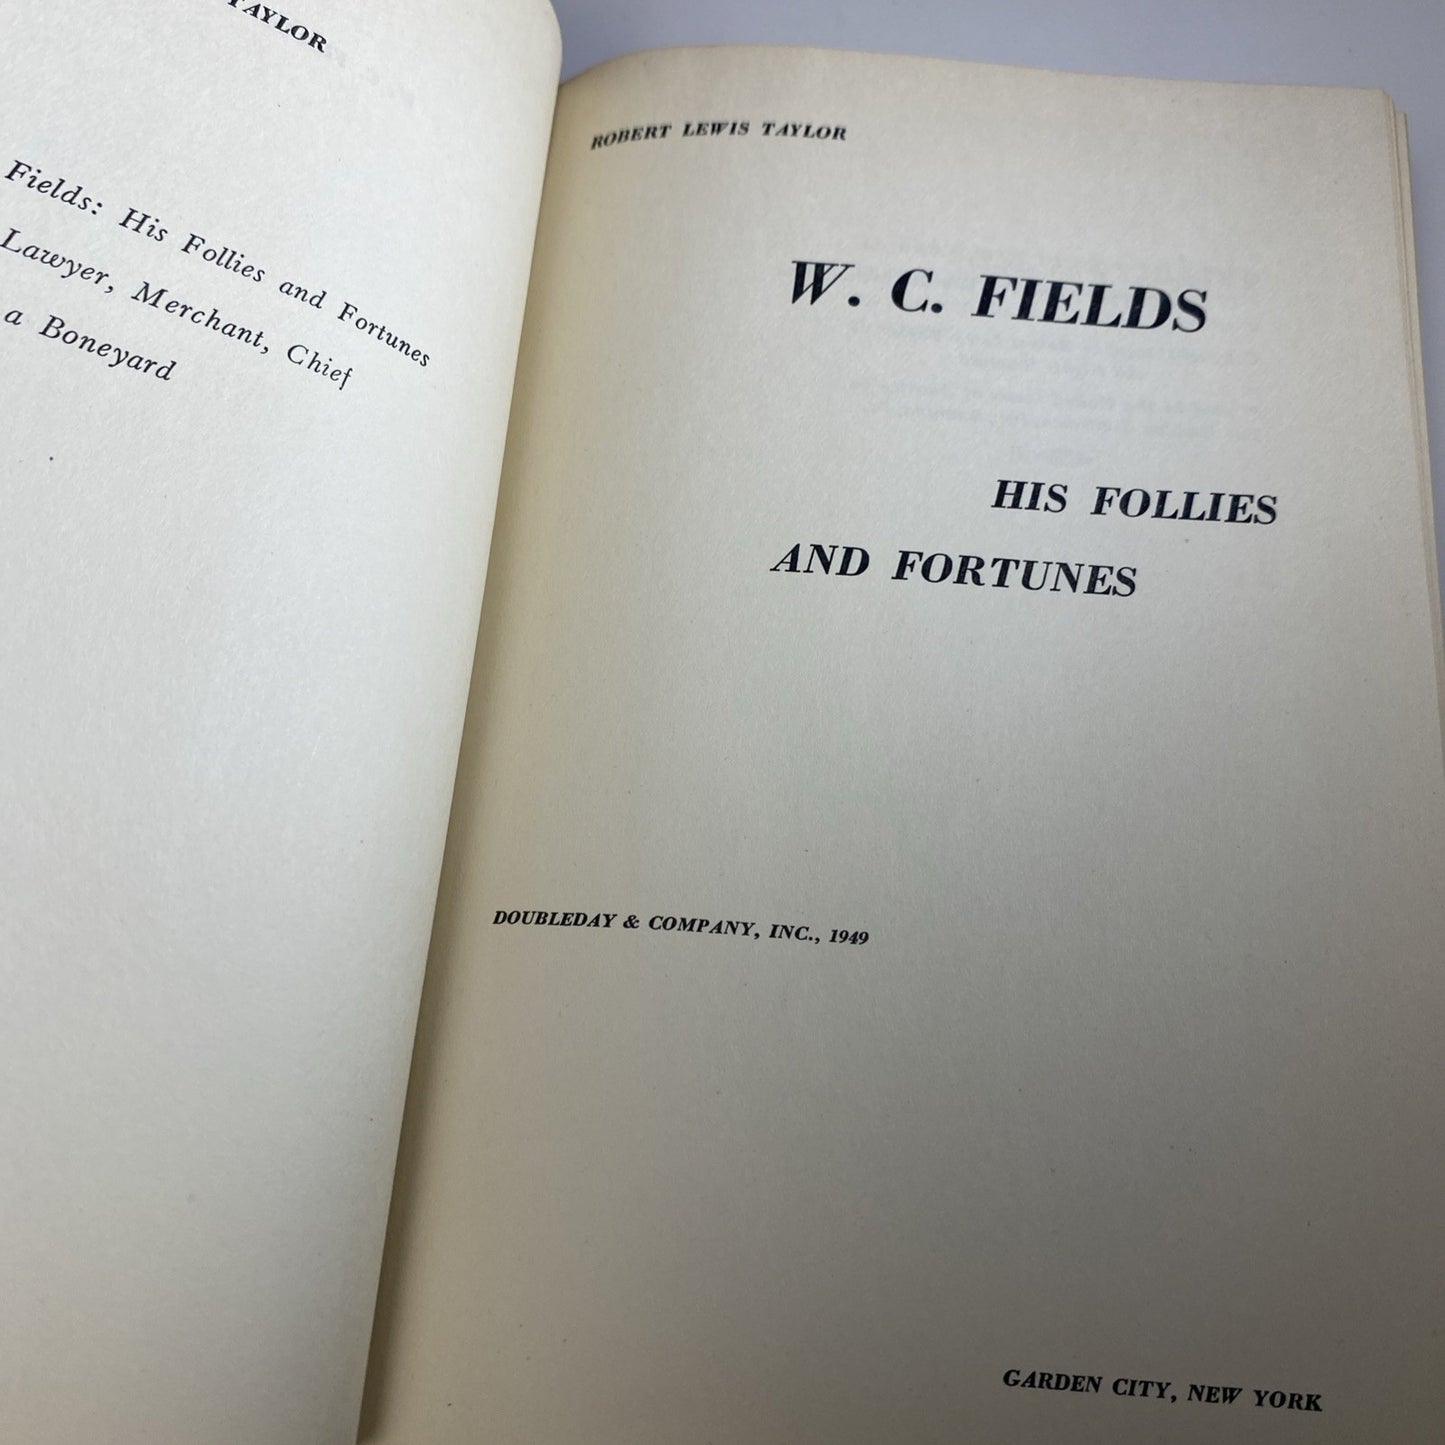 TAYLOR
Fields: His Follies and Fortunes
Lawyer, Merchant, Chief
a Boneyard
ROBERT LEWIS TAYLOR
W. C. FIELDS
HIS FOLLIES
AND FORTUNES
DOUBLEDAY & COMPANY, INC., 1949
GARDEN CITY, NEW YORK